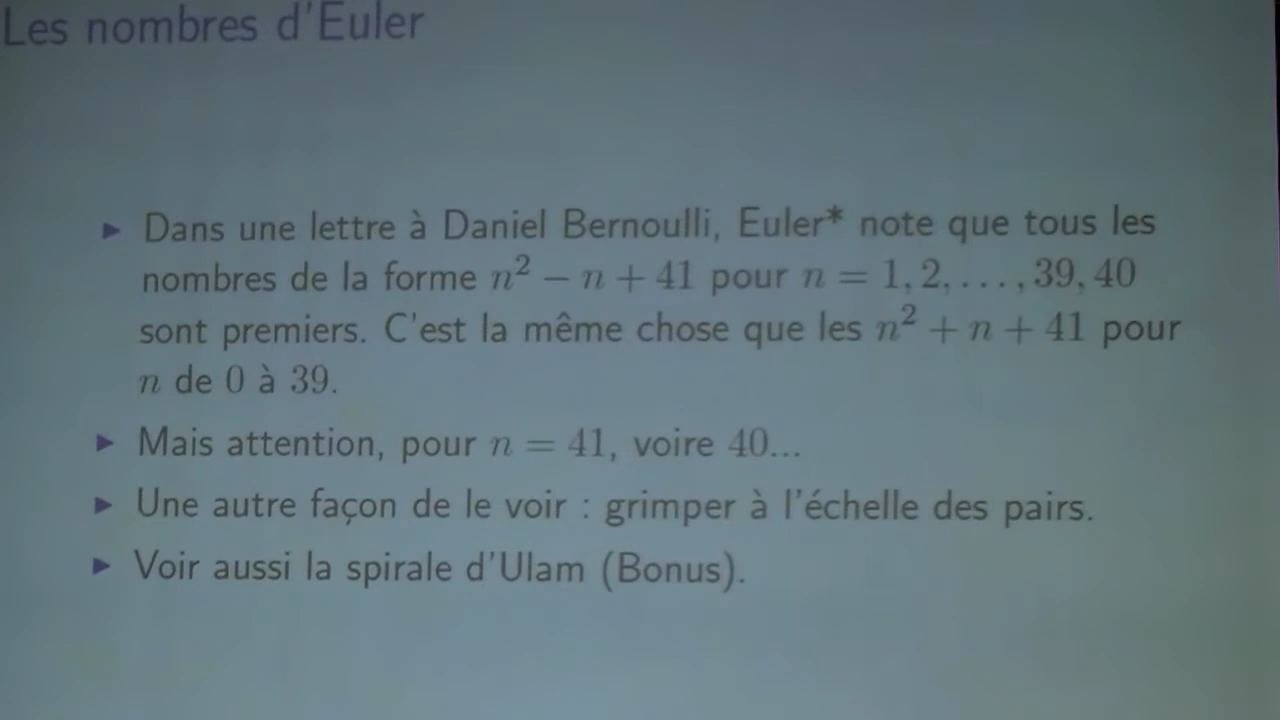 Les nombres d'Euler
▶ Dans une lettre à Daniel Bernoulli, Euler* note que tous les
nombres de la forme n² − n + 41 pour n = 1, 2, . . . , 39, 40
sont premiers. C'est la même chose que les n² + n + 41 pour
n de 0 à 39.
▶ Mais attention, pour n = 41, voire 40...
▶ Une autre façon de le voir : grimper à l'échelle des pairs.
▶ Voir aussi la spirale d'Ulam (Bonus).